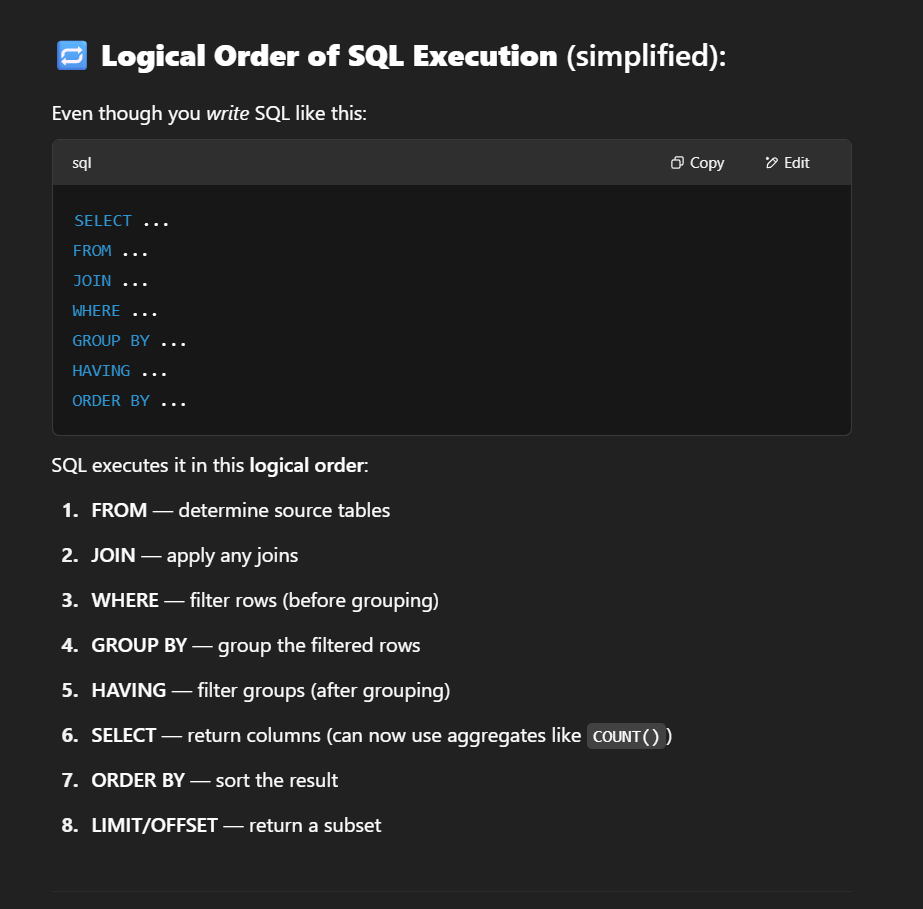 🔁 Logical Order of SQL Execution (simplified):
Even though you write SQL like this:
sql Copy Edit
SELECT ...
FROM ...
JOIN ...
WHERE ...
GROUP BY ...
HAVING ...
ORDER BY ...
SQL executes it in this logical order:
1. FROM — determine source tables
2. JOIN — apply any joins
3. WHERE — filter rows (before grouping)
4. GROUP BY — group the filtered rows
5. HAVING — filter groups (after grouping)
6. SELECT — return columns (can now use aggregates like COUNT())
7. ORDER BY — sort the result
8. LIMIT/OFFSET — return a subset